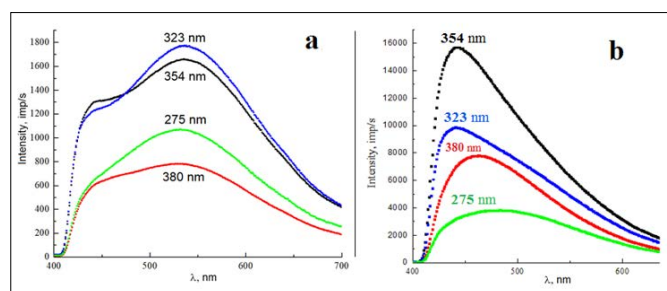 a
323 nm
354 nm
275 nm
380 nm
Intensity, imp/s
1800
1600
1400
1200
1000
800
600
400
200
0
400
500
600
700
λ, nm
b
354 nm
323 nm
380 nm
275 nm
Intensity, imp/s
16000
14000
12000
10000
8000
6000
4000
2000
0
400
500
600
λ, nm